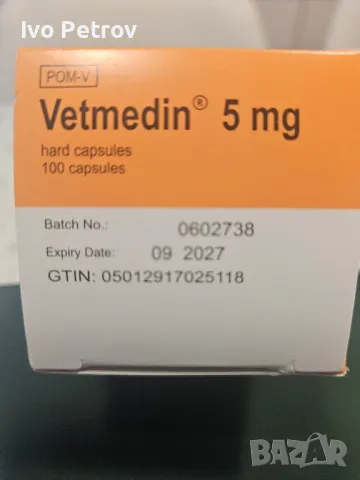 Ivo Petrov
POM-V
Vetmedin® 5 mg
hard capsules
100 capsules
Batch No.: 0602738
Expiry Date: 09 2027
GTIN: 05012917025118
BAZAR